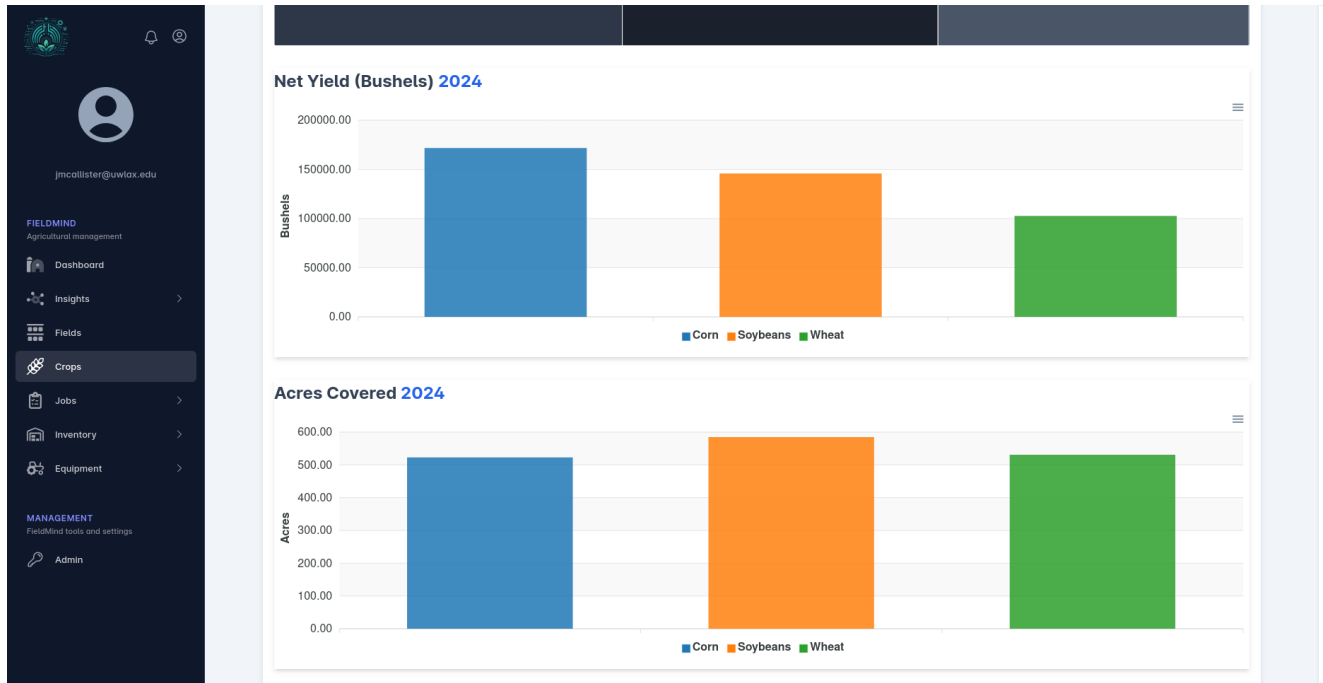 jmcallister@uwlax.edu
FIELDMIND
Agricultural management
Dashboard
Insights
Fields
Crops
Jobs
Inventory
Equipment
MANAGEMENT
FieldMind tools and settings
Admin
Net Yield (Bushels) 2024
200000.00
150000.00
100000.00
50000.00
0.00
Bushels
Corn Soybeans Wheat
Acres Covered 2024
600.00
500.00
400.00
300.00
200.00
100.00
0.00
Acres
Corn Soybeans Wheat